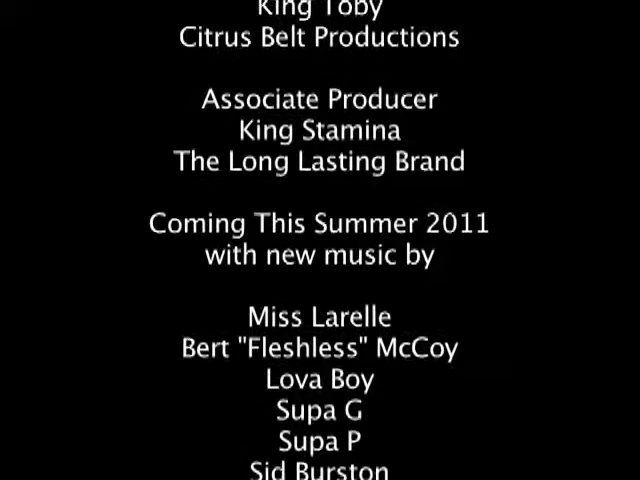 King Toby
Citrus Belt Productions
Associate Producer
King Stamina
The Long Lasting Brand
Coming This Summer 2011
with new music by
Miss Larelle
Bert "Fleshless" McCoy
Lova Boy
Supa G
Supa P
Sid Burston